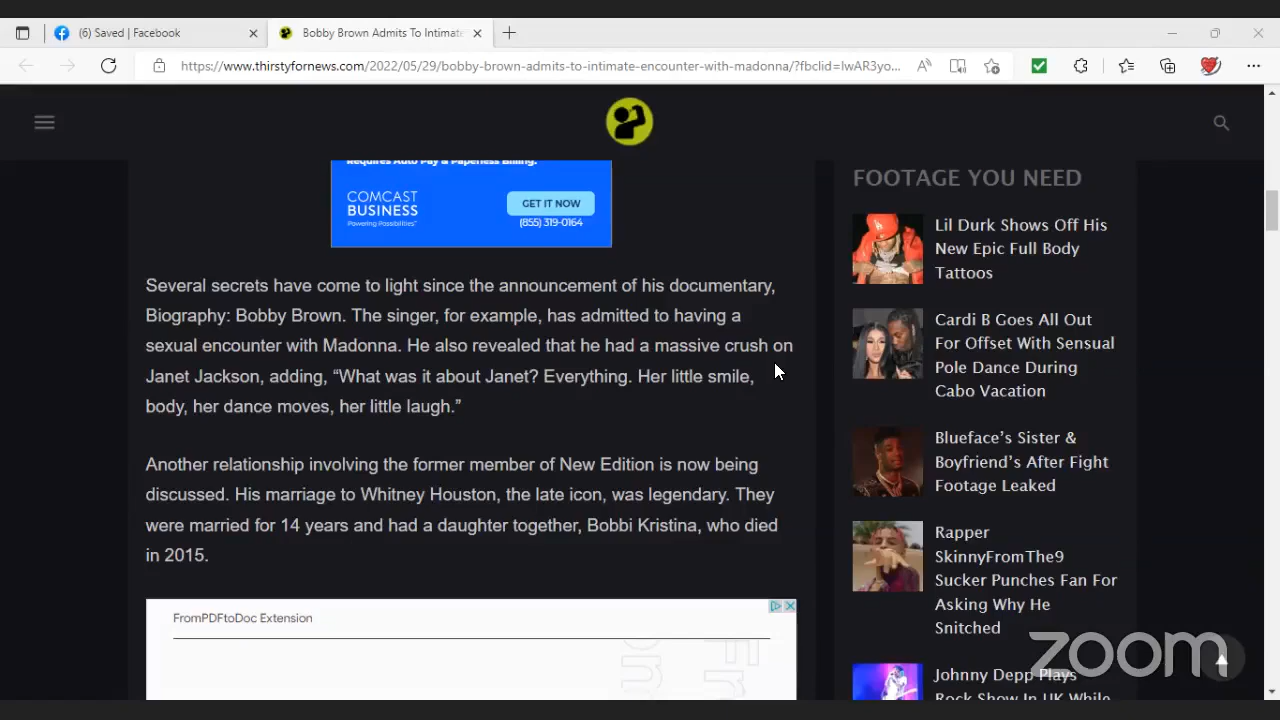 (6) Saved | Facebook
Bobby Brown Admits To Intimate
https://www.thirstyfornews.com/2022/05/29/bobby-brown-admits-to-intimate-encounter-with-madonna/?fbclid=IwAR3yo...
Requires Auto Pay & Paperless Billing.
COMCAST
BUSINESS
Powering Possibilities™
GET IT NOW
(855) 319-0164
Several secrets have come to light since the announcement of his documentary,
Biography: Bobby Brown. The singer, for example, has admitted to having a
sexual encounter with Madonna. He also revealed that he had a massive crush on
Janet Jackson, adding, “What was it about Janet? Everything. Her little smile,
body, her dance moves, her little laugh.”
Another relationship involving the former member of New Edition is now being
discussed. His marriage to Whitney Houston, the late icon, was legendary. They
were married for 14 years and had a daughter together, Bobbi Kristina, who died
in 2015.
FromPDFtoDoc Extension
FOOTAGE YOU NEED
Lil Durk Shows Off His
New Epic Full Body
Tattoos
Cardi B Goes All Out
For Offset With Sensual
Pole Dance During
Cabo Vacation
Blueface’s Sister &
Boyfriend’s After Fight
Footage Leaked
Rapper
SkinnyFromThe9
Sucker Punches Fan For
Asking Why He
Snitched
Johnny Depp Plays
Rock Show In UK While
zoom